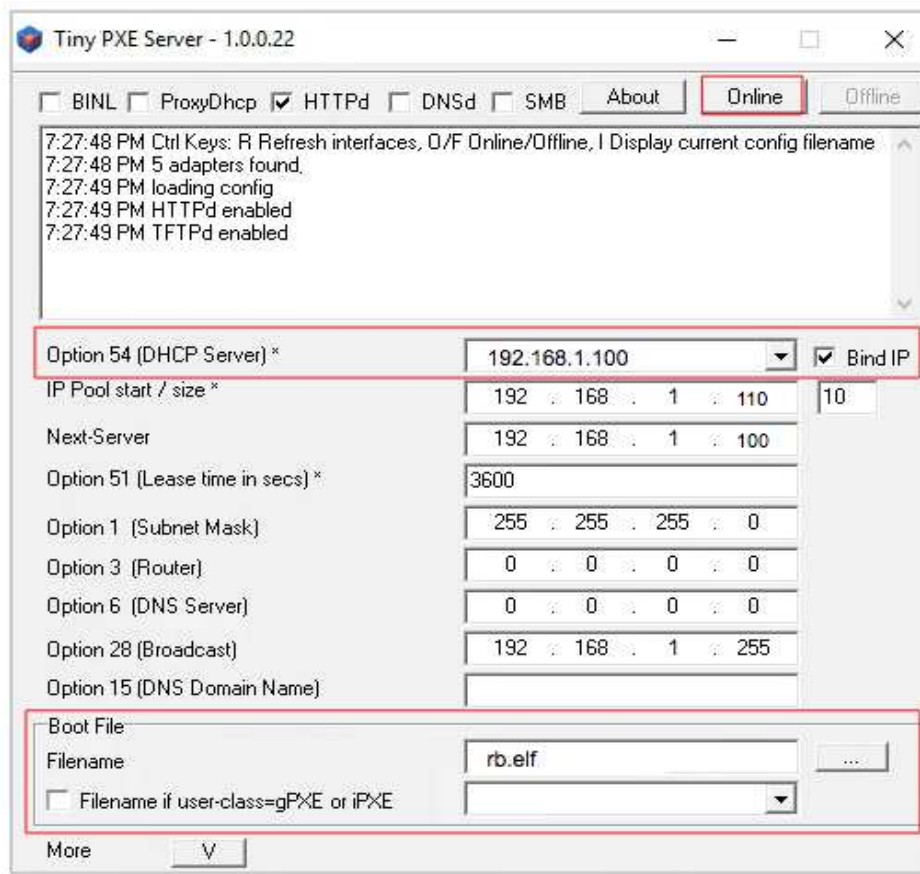 Tiny PXE Server - 1.0.0.22
BINL ProxyDhcp HTTPd DNSd SMB About Online Offline
7:27:48 PM Ctrl Keys: R Refresh interfaces, O/F Online/Offline, I Display current config filename
7:27:48 PM 5 adapters found,
7:27:49 PM loading config
7:27:49 PM HTTPd enabled
7:27:49 PM TFTPd enabled
Option 54 (DHCP Server) * 192.168.1.100 Bind IP
IP Pool start / size * 192 . 168 . 1 . 110 10
Next-Server 192 . 168 . 1 . 100
Option 51 (Lease time in secs) * 3600
Option 1 (Subnet Mask) 255 . 255 . 255 . 0
Option 3 (Router) 0 . 0 . 0 . 0
Option 6 (DNS Server) 0 . 0 . 0 . 0
Option 28 (Broadcast) 192 . 168 . 1 . 255
Option 15 (DNS Domain Name)
Boot File
Filename rb.elf ...
Filename if user-class=gPXE or iPXE
More V